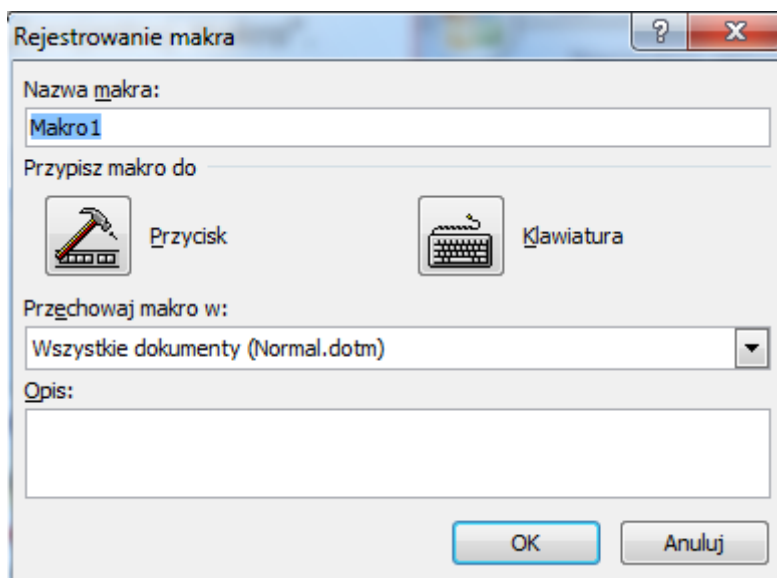 Rejestrowanie makra
Nazwa makra:
Makro1
Przypisz makro do
Przycisk
Klawiatura
Przechowaj makro w:
Wszystkie dokumenty (Normal.dotm)
Opis:
OK
Anuluj